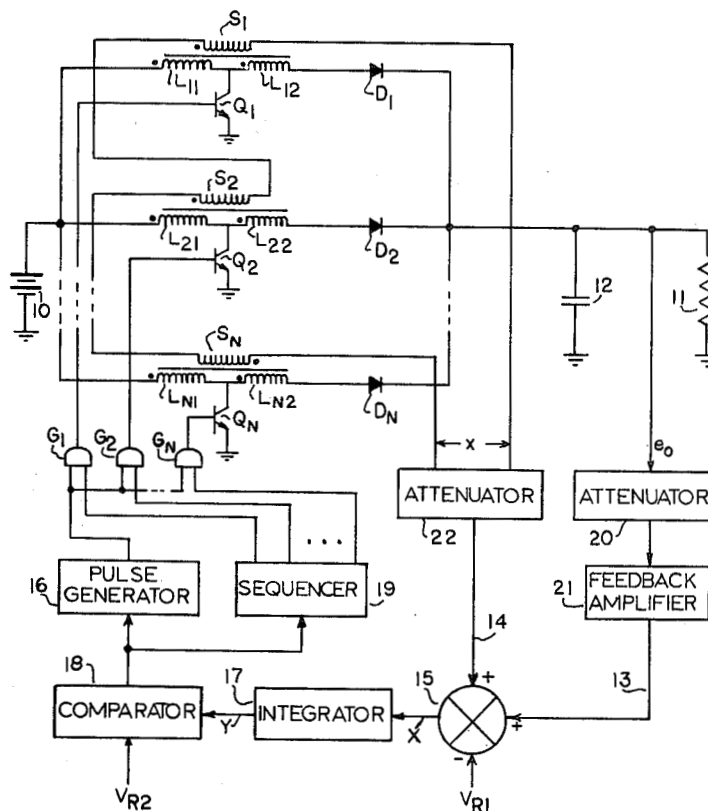 S1
L11
L12
D1
Q1
S2
L21
L22
D2
Q2
10
12
11
SN
LN1
LN2
DN
QN
G1
G2
GN
x
e0
ATTENUATOR
22
ATTENUATOR
20
...
PULSE GENERATOR
16
SEQUENCER
19
FEEDBACK AMPLIFIER
21
14
13
18
COMPARATOR
17
INTEGRATOR
15
+
+
-
Y
X
VR2
VR1